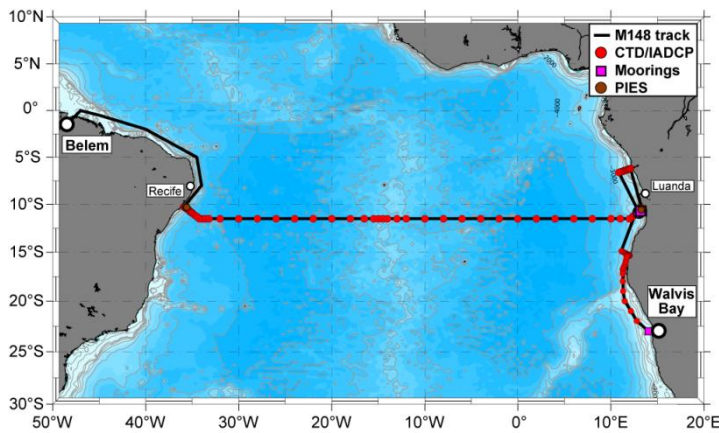 10°N
5°N
0°
5°S
10°S
15°S
20°S
25°S
30°S
50°W
40°W
30°W
20°W
10°W
0°E
10°E
20°E
M148 track
CTD/lADCP
Moorings
PIES
Belem
Recife
Luanda
Walvis
Bay